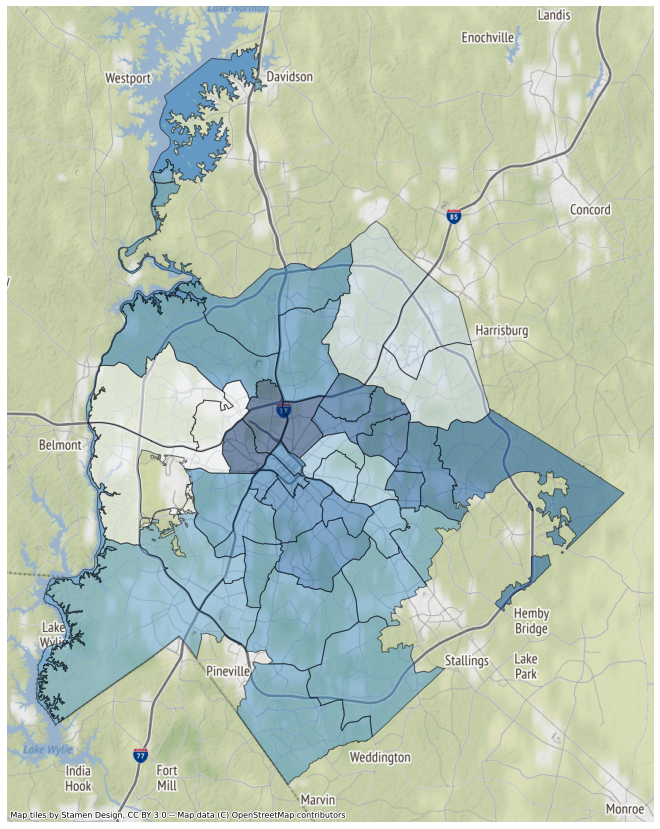 Lake Norman
Landis
Enochville
Westport
Davidson
Concord
85
Harrisburg
77
Belmont
Hemby
Bridge
Lake
Wylie
Stallings
Lake
Park
Pineville
Lake Wylie
77
Weddington
India
Hook
Fort
Mill
Marvin
Monroe
Map tiles by Stamen Design, CC BY 3.0 -- Map data (C) OpenStreetMap contributors